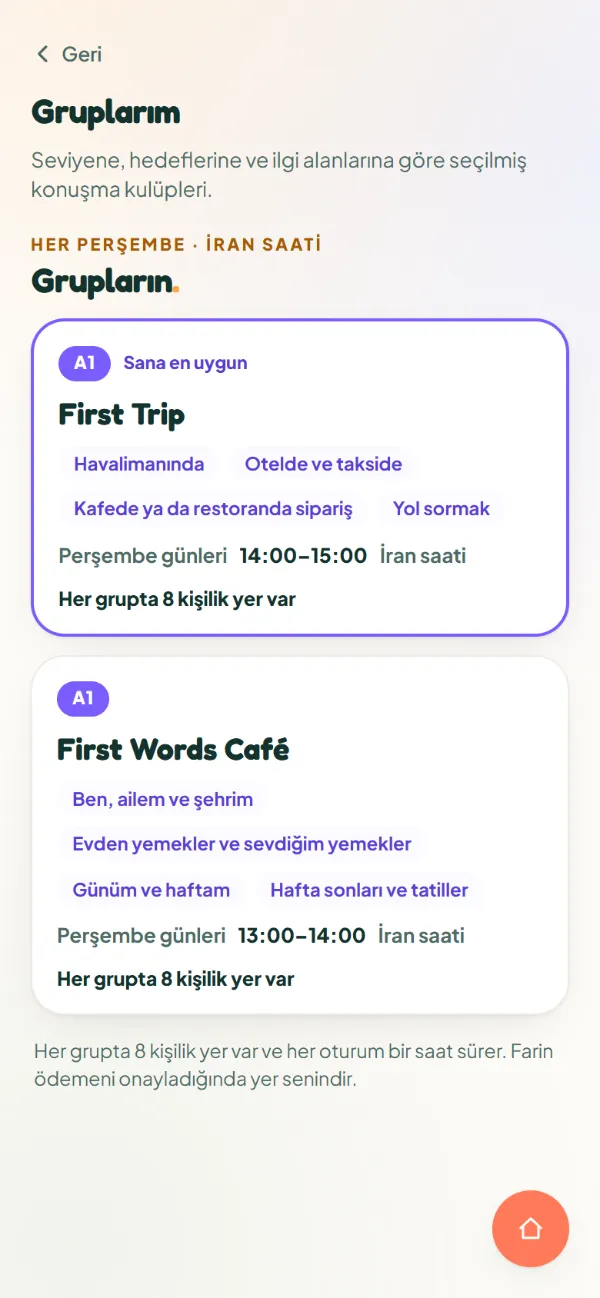 Geri
Gruplarım
Seviyene, hedeflerine ve ilgi alanlarına göre seçilmiş
konuşma kulüpleri.
HER PERŞEMBE · İRAN SAATİ
Grupların.
A1 Sana en uygun
First Trip
Havalimanında Otelde ve takside
Kafede ya da restoranda sipariş Yol sormak
Perşembe günleri 14:00–15:00 İran saati
Her grupta 8 kişilik yer var
A1
First Words Café
Ben, ailem ve şehrim
Evden yemekler ve sevdiğim yemekler
Günüm ve haftam Hafta sonları ve tatiller
Perşembe günleri 13:00–14:00 İran saati
Her grupta 8 kişilik yer var
Her grupta 8 kişilik yer var ve her oturum bir saat sürer. Farin
ödemeni onayladığında yer senindir.